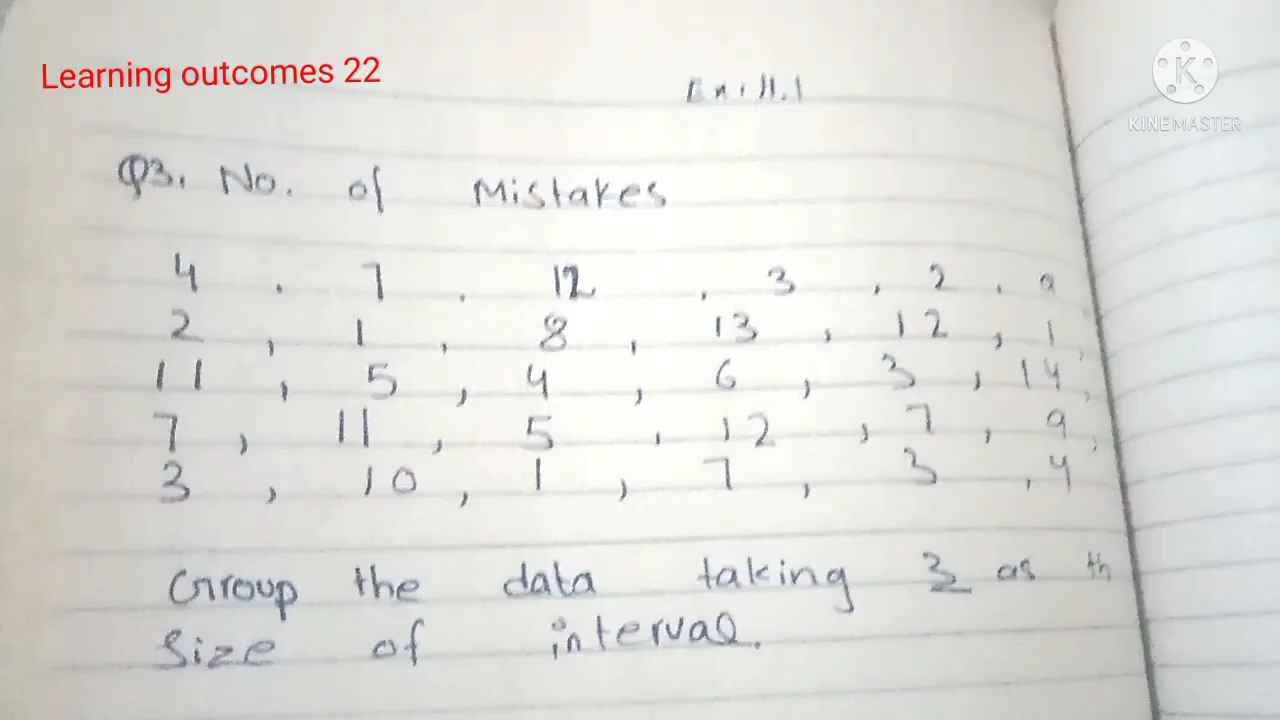 Learning outcomes 22
Ex: 11.1
KINEMASTER
Q3. No. of Mistakes
4 , 7 , 12 , 3 , 2 , 9
2 , 1 , 8 , 13 , 12 , 1 ,
11 , 5 , 4 , 6 , 3 , 14 ,
7 , 11 , 5 , 12 , 7 , 9 ,
3 , 10 , 1 , 7 , 3 , 4
Group the data taking 3 as th
Size of interval.